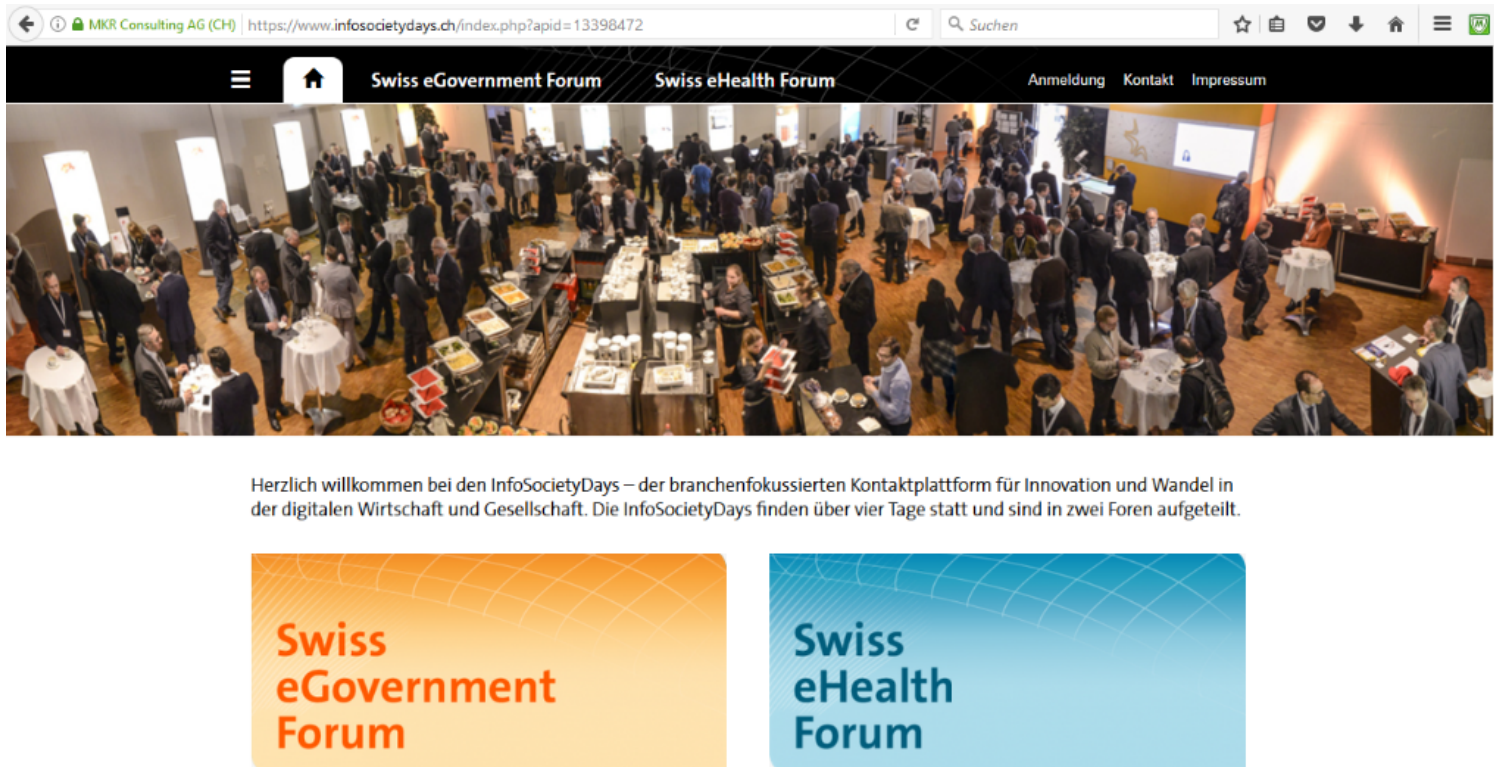 MKR Consulting AG (CH) https://www.infosocietydays.ch/index.php?apid=13398472 Suchen
Swiss eGovernment Forum Swiss eHealth Forum Anmeldung Kontakt Impressum
Herzlich willkommen bei den InfoSocietyDays – der branchenfokussierten Kontaktplattform für Innovation und Wandel in
der digitalen Wirtschaft und Gesellschaft. Die InfoSocietyDays finden über vier Tage statt und sind in zwei Foren aufgeteilt.
Swiss
eGovernment
Forum
Swiss
eHealth
Forum